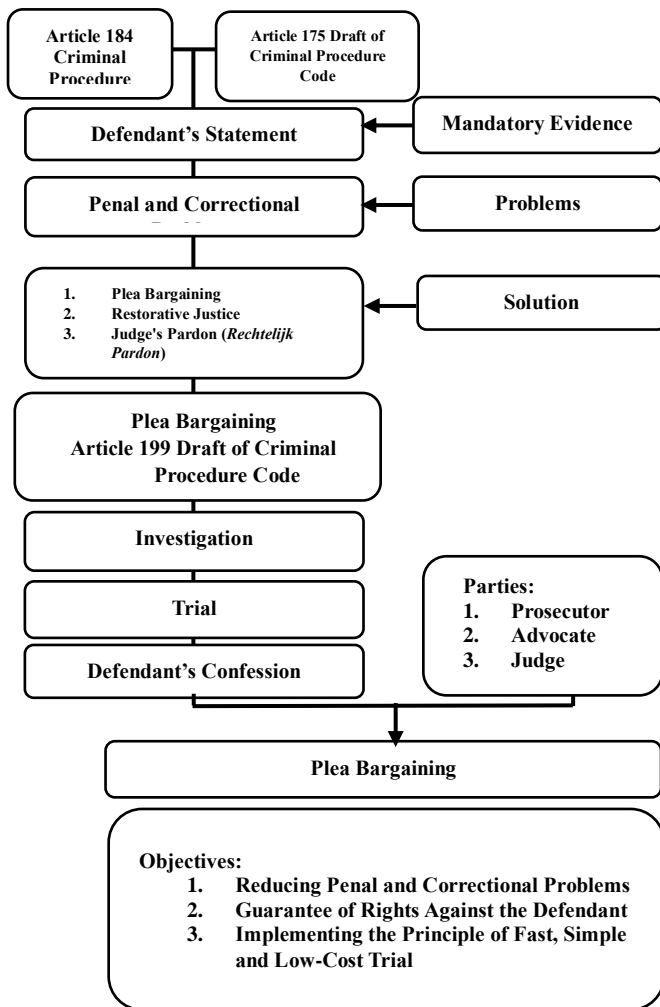 Article 184
Criminal
Procedure
Article 175 Draft of
Criminal Procedure
Code
Defendant's Statement
Mandatory Evidence
Penal and Correctional
Problems
1. Plea Bargaining
2. Restorative Justice
3. Judge's Pardon (Rechtelijk
Pardon)
Solution
Plea Bargaining
Article 199 Draft of Criminal
Procedure Code
Investigation
Trial
Defendant's Confession
Parties:
1. Prosecutor
2. Advocate
3. Judge
Plea Bargaining
Objectives:
1. Reducing Penal and Correctional Problems
2. Guarantee of Rights Against the Defendant
3. Implementing the Principle of Fast, Simple
and Low-Cost Trial